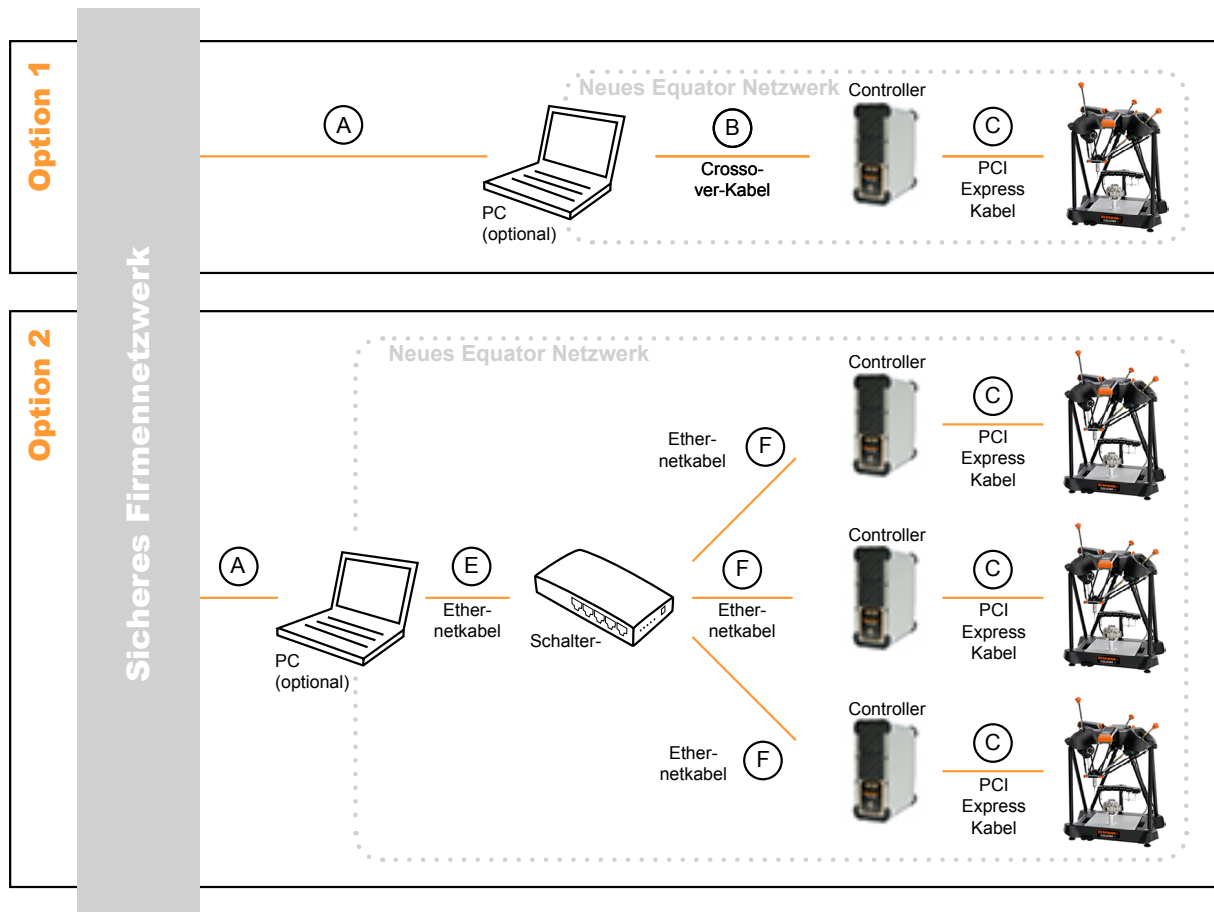 Sicheres Firmennetzwerk
Option 1
Neues Equator Netzwerk
A
PC
(optional)
B
Crosso-
ver-Kabel
Controller
C
PCI
Express
Kabel
Option 2
Neues Equator Netzwerk
A
PC
(optional)
E
Ether-
netkabel
Schalter-
Ether-
netkabel
F
Controller
C
PCI
Express
Kabel
F
Ether-
netkabel
Controller
C
PCI
Express
Kabel
Ether-
netkabel
F
Controller
C
PCI
Express
Kabel